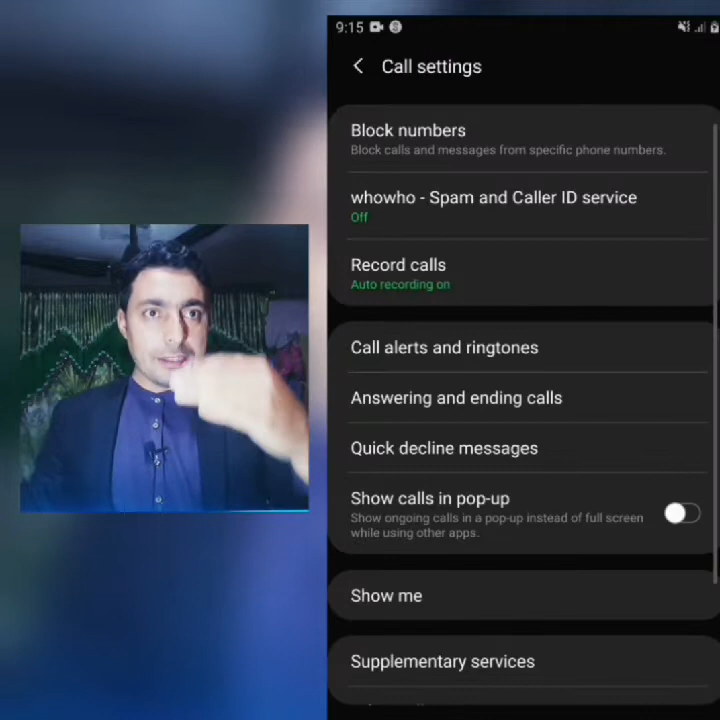 9:15
Call settings
Block numbers
Block calls and messages from specific phone numbers.
whowho - Spam and Caller ID service
Off
Record calls
Auto recording on
Call alerts and ringtones
Answering and ending calls
Quick decline messages
Show calls in pop-up
Show ongoing calls in a pop-up instead of full screen
while using other apps.
Show me
Supplementary services